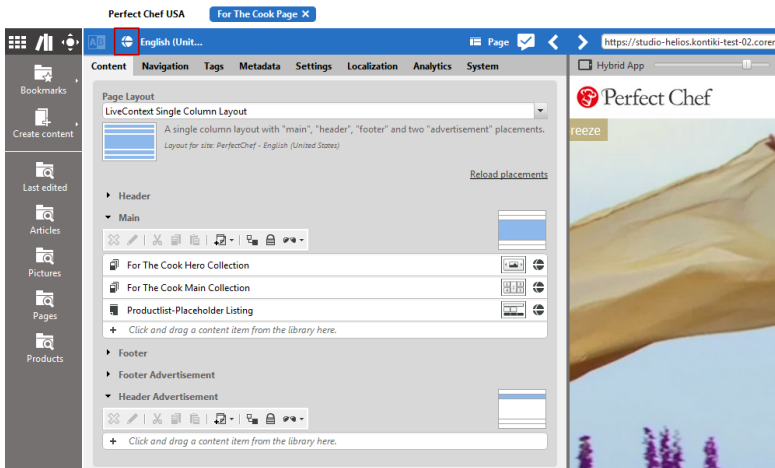 Perfect Chef USA
For The Cook Page ×
English (Unit...
Page
https://studio-helios.kontiki-test-02.corem
Content Navigation Tags Metadata Settings Localization Analytics System
Hybrid App
Bookmarks
Create content
Last edited
Articles
Pictures
Pages
Products
Page Layout
LiveContext Single Column Layout
A single column layout with "main", "header", "footer" and two "advertisement" placements.
Layout for site: PerfectChef - English (United States)
Reload placements
Header
Main
For The Cook Hero Collection
For The Cook Main Collection
Productlist-Placeholder Listing
+ Click and drag a content item from the library here.
Footer
Footer Advertisement
Header Advertisement
+ Click and drag a content item from the library here.
Perfect Chef
reeze